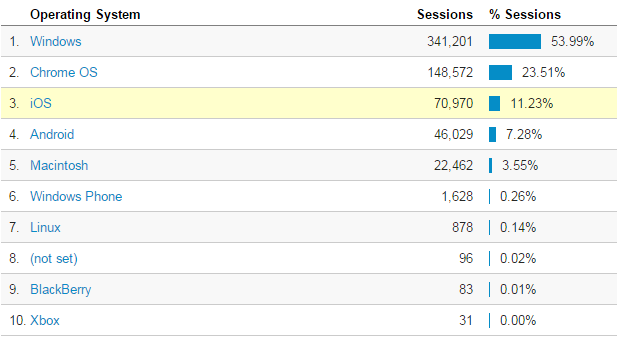 Operating System Sessions % Sessions
1. Windows 341,201 53.99%
2. Chrome OS 148,572 23.51%
3. iOS 70,970 11.23%
4. Android 46,029 7.28%
5. Macintosh 22,462 3.55%
6. Windows Phone 1,628 0.26%
7. Linux 878 0.14%
8. (not set) 96 0.02%
9. BlackBerry 83 0.01%
10. Xbox 31 0.00%